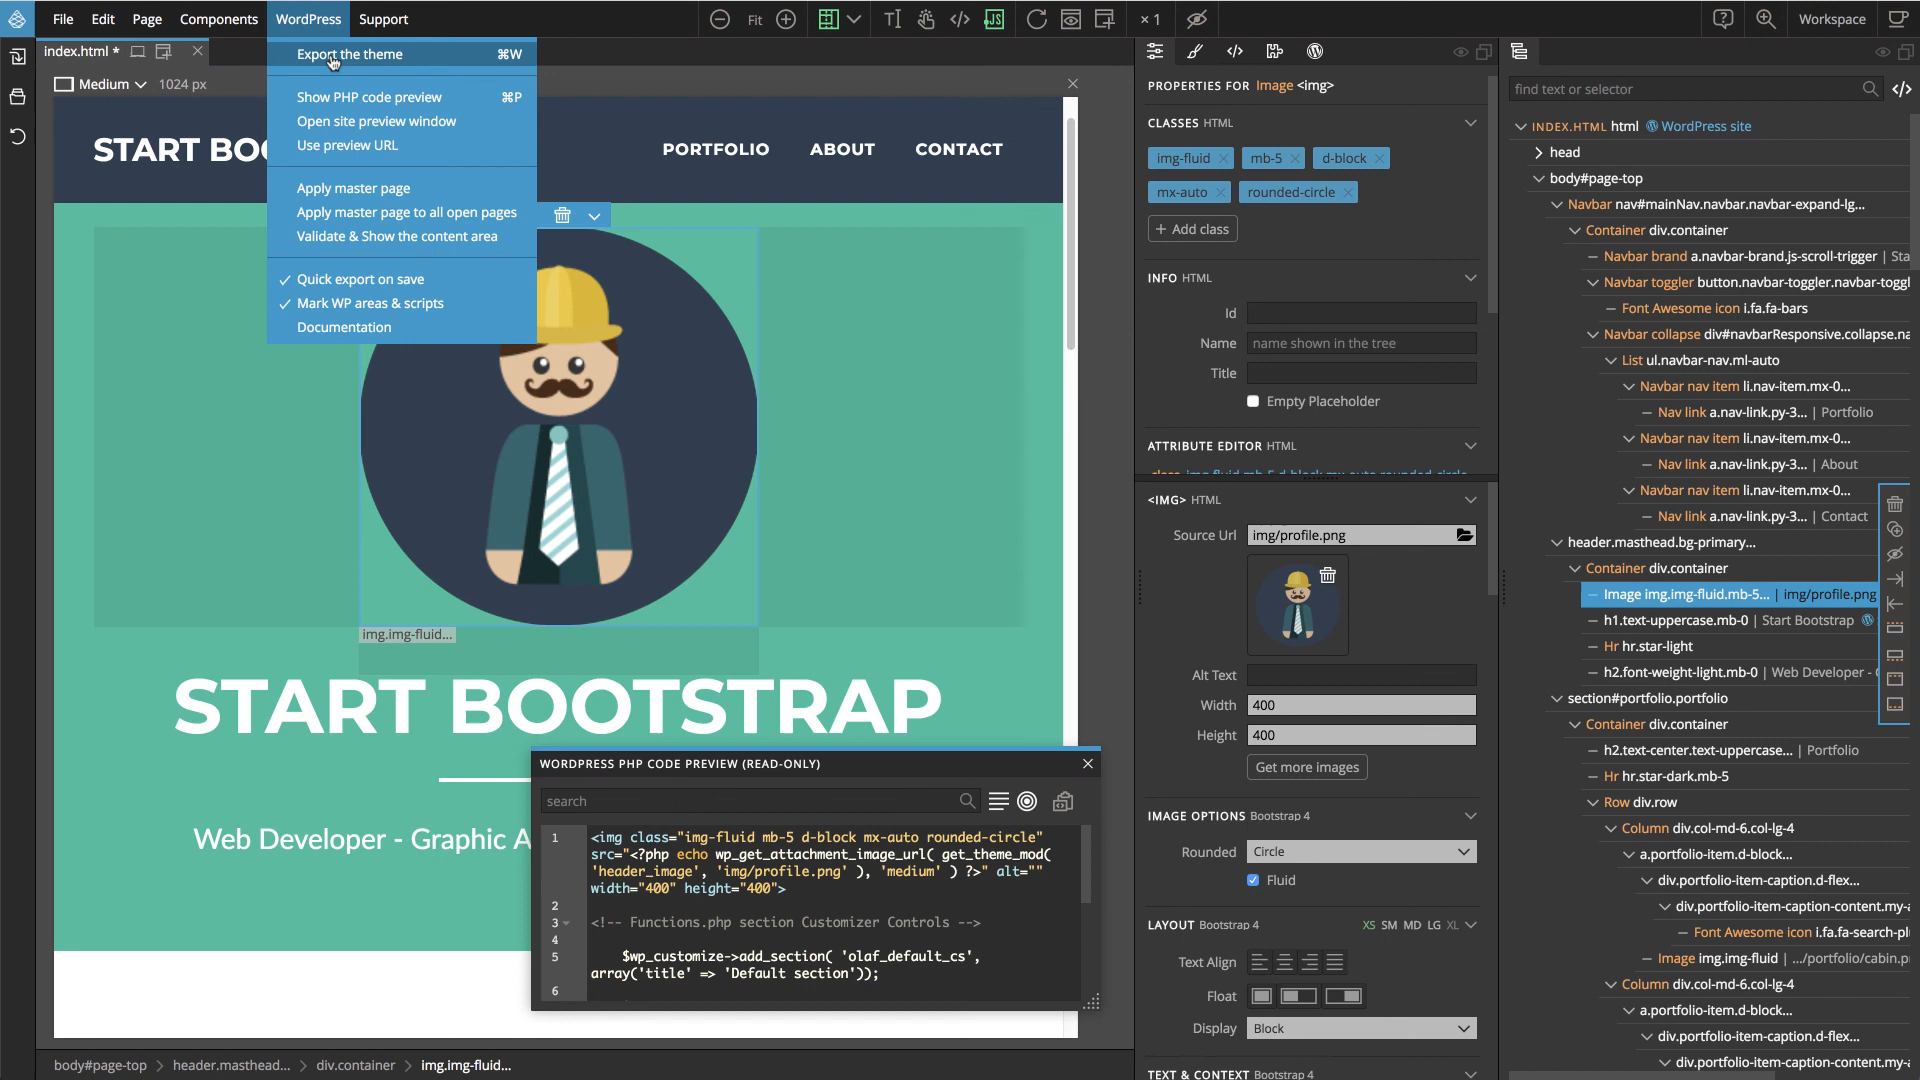 File Edit Page Components WordPress Support
Fit
× 1
Workspace
index.html *
Export the theme ⌘W
Show PHP code preview ⌘P
Open site preview window
Use preview URL
Apply master page
Apply master page to all open pages
Validate & Show the content area
Quick export on save
Mark WP areas & scripts
Documentation
Medium 1024 px
START BOO
PORTFOLIO ABOUT CONTACT
img.img-fluid...
START BOOTSTRAP
Web Developer - Graphic A
WORDPRESS PHP CODE PREVIEW (READ-ONLY)
search
1 <img class="img-fluid mb-5 d-block mx-auto rounded-circle"
src="<?php echo wp_get_attachment_image_url( get_theme_mod(
'header_image', 'img/profile.png' ), 'medium' ) ?>" alt=""
width="400" height="400">
2
3 <!-- Functions.php section Customizer Controls -->
4
5 $wp_customize->add_section( 'olaf_default_cs',
array('title' => 'Default section'));
6
body#page-top header.masthead... div.container img.img-fluid...
PROPERTIES FOR Image <img>
CLASSES HTML
img-fluid mb-5 d-block
mx-auto rounded-circle
+ Add class
INFO HTML
Id
Name name shown in the tree
Title
Empty Placeholder
ATTRIBUTE EDITOR HTML
class img-fluid mb-5 d-block mx-auto rounded-circle
<IMG> HTML
Source Url img/profile.png
Alt Text
Width 400
Height 400
Get more images
IMAGE OPTIONS Bootstrap 4
Rounded Circle
Fluid
LAYOUT Bootstrap 4 XS SM MD LG XL
Text Align
Float
Display Block
TEXT & CONTEXT Bootstrap 4
find text or selector
INDEX.HTML html WordPress site
head
body#page-top
Navbar nav#mainNav.navbar.navbar-expand-lg...
Container div.container
Navbar brand a.navbar-brand.js-scroll-trigger | Sta
Navbar toggler button.navbar-toggler.navbar-toggl
Font Awesome icon i.fa.fa-bars
Navbar collapse div#navbarResponsive.collapse.na
List ul.navbar-nav.ml-auto
Navbar nav item li.nav-item.mx-0...
Nav link a.nav-link.py-3... | Portfolio
Navbar nav item li.nav-item.mx-0...
Nav link a.nav-link.py-3... | About
Navbar nav item li.nav-item.mx-0...
Nav link a.nav-link.py-3... | Contact
header.masthead.bg-primary...
Container div.container
Image img.img-fluid.mb-5... | img/profile.png
h1.text-uppercase.mb-0 | Start Bootstrap
Hr hr.star-light
h2.font-weight-light.mb-0 | Web Developer -
section#portfolio.portfolio
Container div.container
h2.text-center.text-uppercase... | Portfolio
Hr hr.star-dark.mb-5
Row div.row
Column div.col-md-6.col-lg-4
a.portfolio-item.d-block...
div.portfolio-item-caption.d-flex...
div.portfolio-item-caption-content.my-a
Font Awesome icon i.fa.fa-search-pl
Image img.img-fluid | .../portfolio/cabin.p
Column div.col-md-6.col-lg-4
a.portfolio-item.d-block...
div.portfolio-item-caption.d-flex...
div.portfolio-item-caption-content.my-a